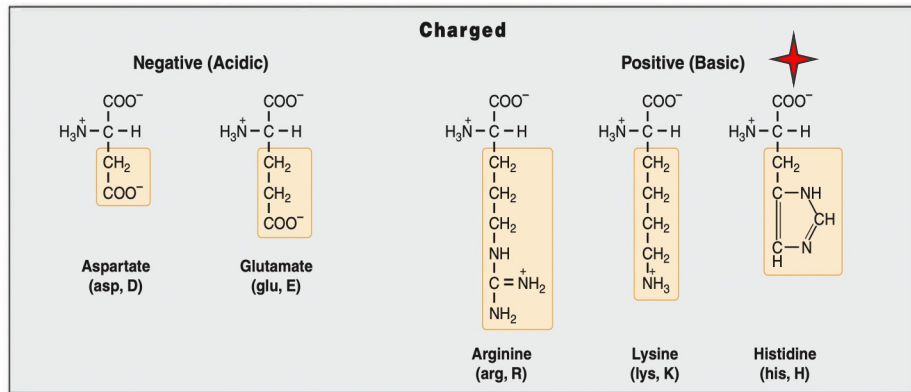 Charged
Negative (Acidic)
Positive (Basic)
COO⁻
H₃N⁺–C–H
CH₂
COO⁻
Aspartate
(asp, D)
COO⁻
H₃N⁺–C–H
CH₂
CH₂
COO⁻
Glutamate
(glu, E)
COO⁻
H₃N⁺–C–H
CH₂
CH₂
CH₂
NH
C=NH₂⁺
NH₂
Arginine
(arg, R)
COO⁻
H₃N⁺–C–H
CH₂
CH₂
CH₂
CH₂
NH₃⁺
Lysine
(lys, K)
COO⁻
H₃N⁺–C–H
CH₂
C–NH
CH
C–N
H
Histidine
(his, H)